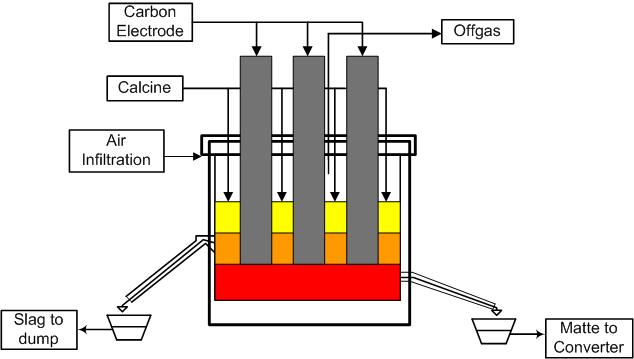 Carbon
Electrode
Offgas
Calcine
Air
Infiltration
Slag to
dump
Matte to
Converter